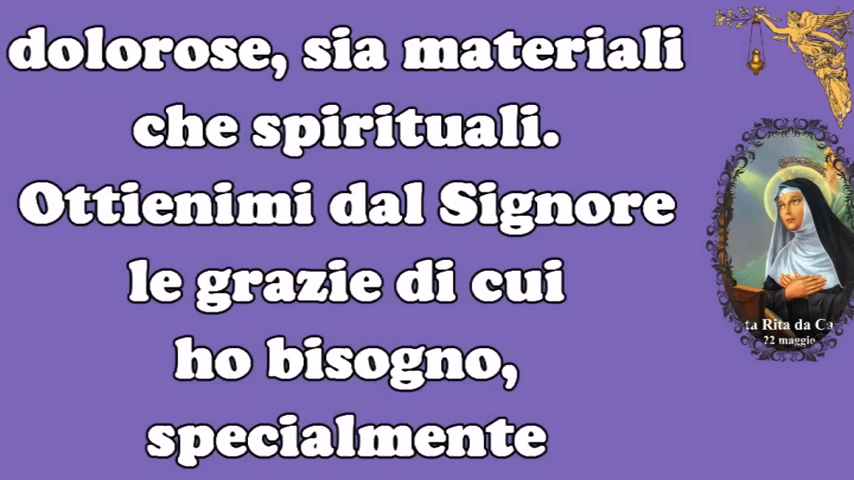 dolorose, sia materiali
che spirituali.
Ottienimi dal Signore
le grazie di cui
ho bisogno,
specialmente
ta Rita da Ca
22 maggio